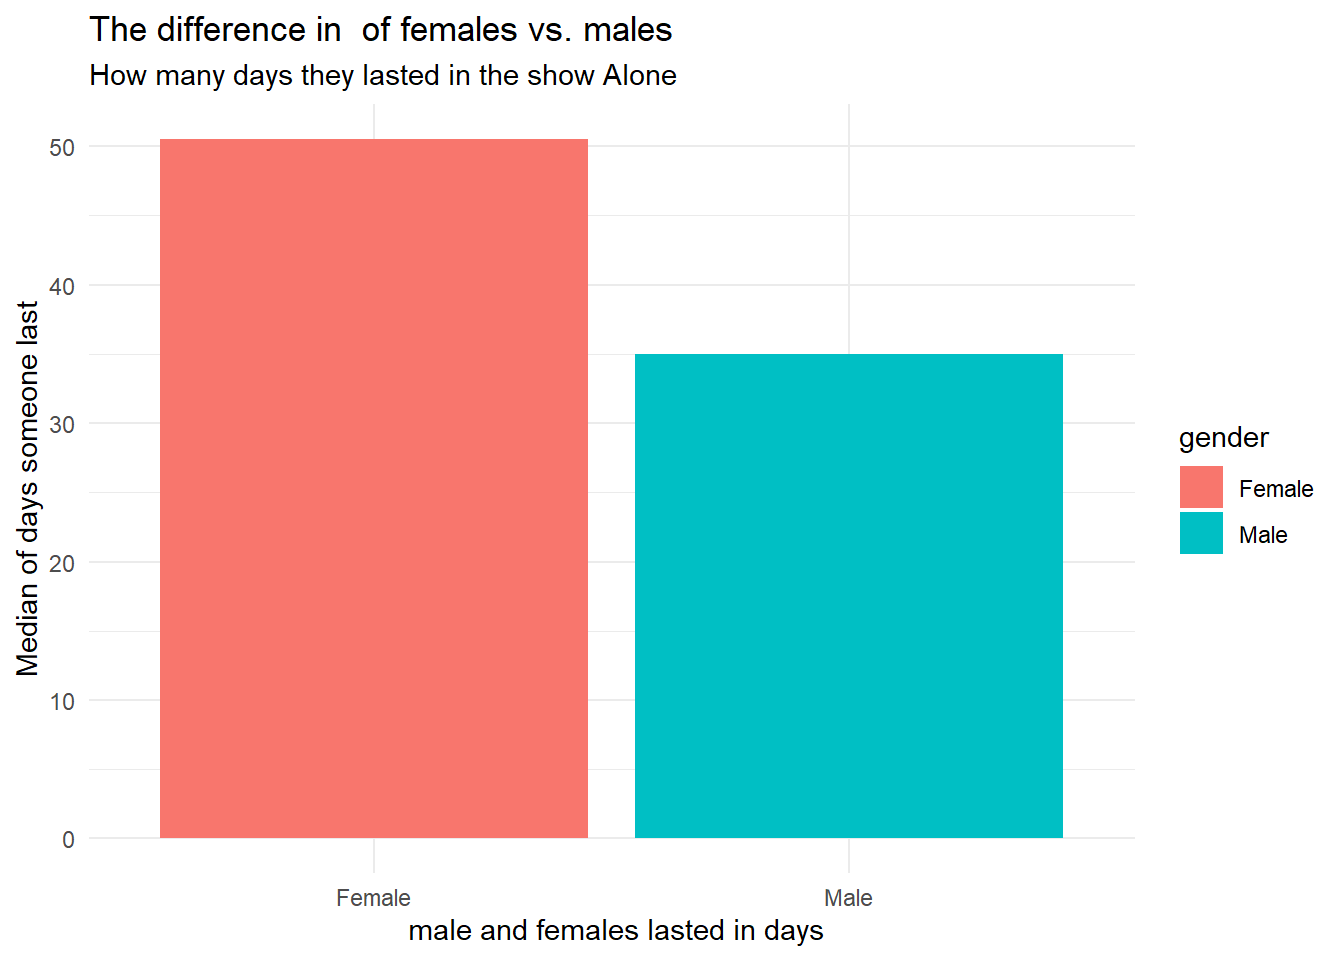 The difference in  of females vs. males
How many days they lasted in the show Alone
Median of days someone last
50
40
30
20
10
0
Female
Male
male and females lasted in days
gender
Female
Male